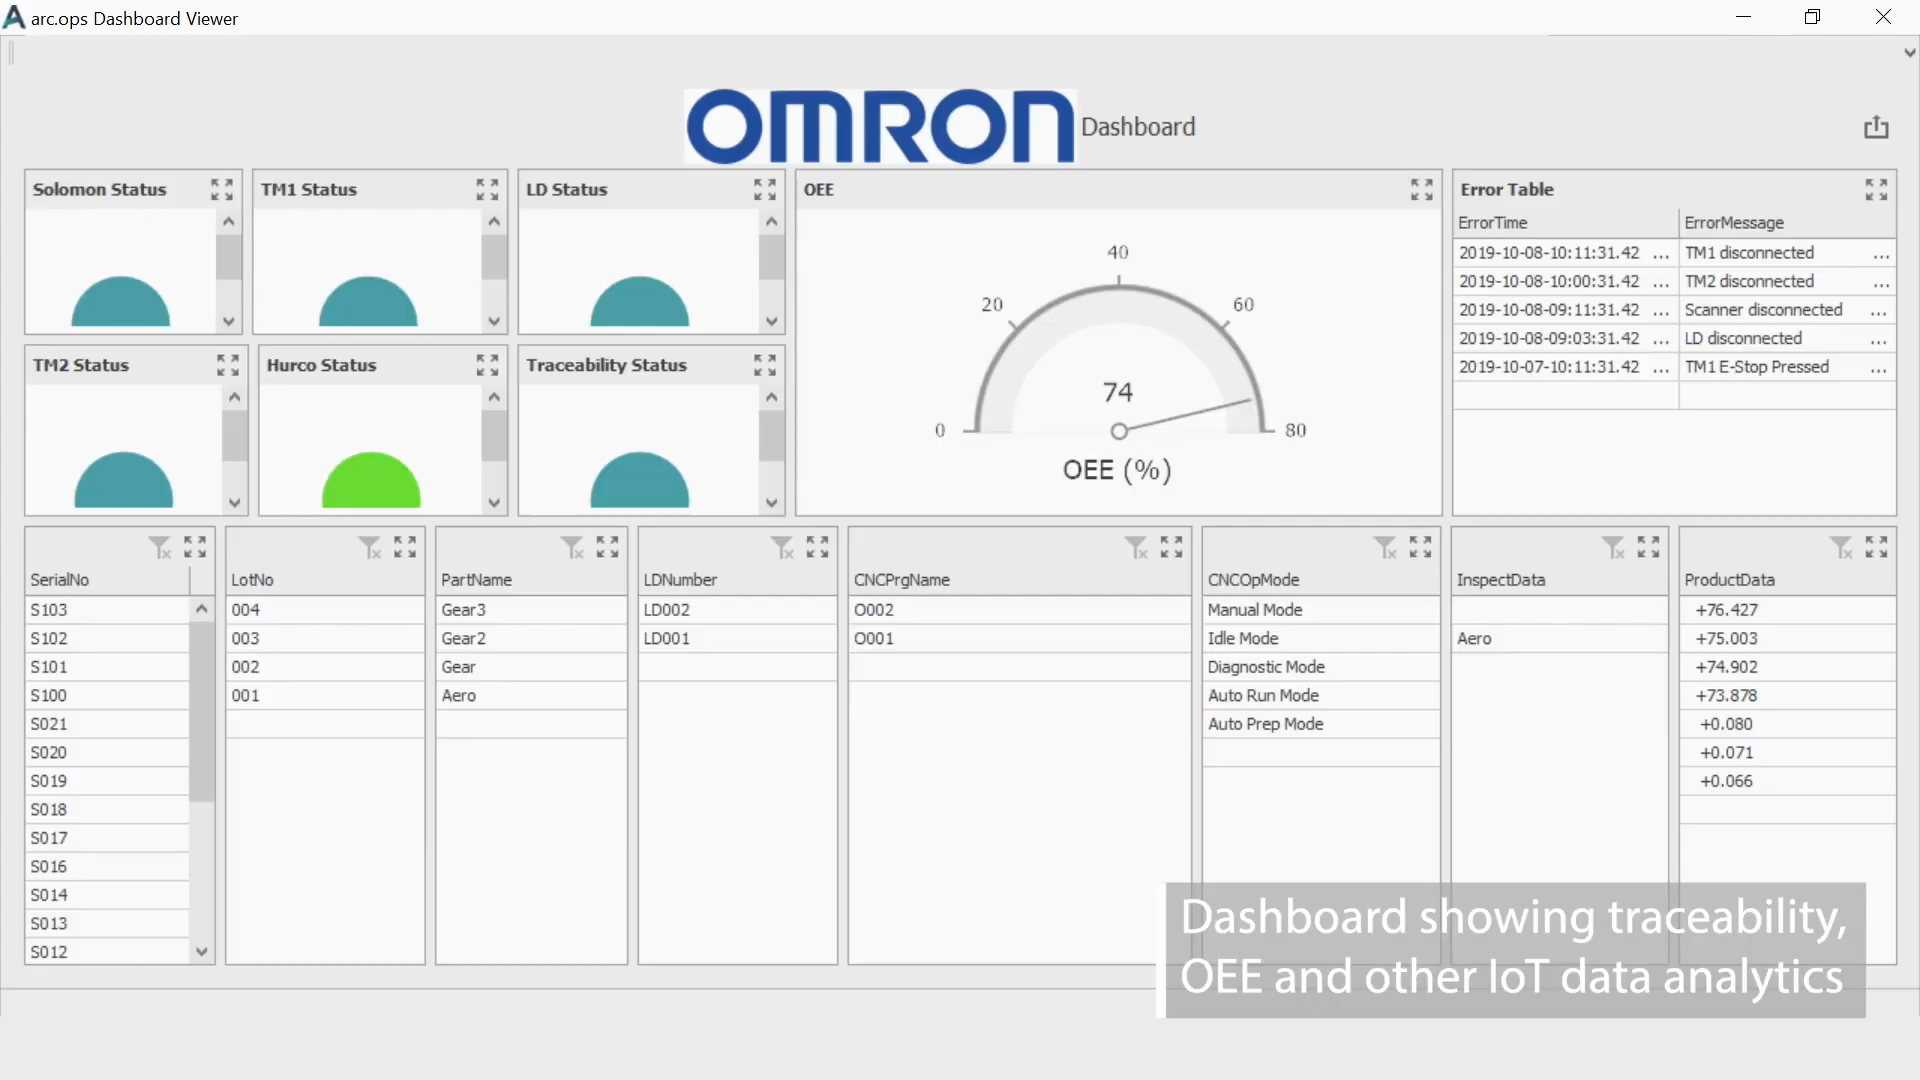 arc.ops Dashboard Viewer
OMRON Dashboard
Solomon Status
TM1 Status
LD Status
OEE
Error Table
ErrorTime ErrorMessage
2019-10-08-10:11:31.42 ... TM1 disconnected ...
2019-10-08-10:00:31.42 ... TM2 disconnected ...
2019-10-08-09:11:31.42 ... Scanner disconnected ...
2019-10-08-09:03:31.42 ... LD disconnected ...
2019-10-07-10:11:31.42 ... TM1 E-Stop Pressed ...
0
20
40
60
80
74
OEE (%)
TM2 Status
Hurco Status
Traceability Status
SerialNo
S103
S102
S101
S100
S021
S020
S019
S018
S017
S016
S014
S013
S012
LotNo
004
003
002
001
PartName
Gear3
Gear2
Gear
Aero
LDNumber
LD002
LD001
CNCPrgName
O002
O001
CNCOpMode
Manual Mode
Idle Mode
Diagnostic Mode
Auto Run Mode
Auto Prep Mode
InspectData
Aero
ProductData
+76.427
+75.003
+74.902
+73.878
+0.080
+0.071
+0.066
Dashboard showing traceability,
OEE and other IoT data analytics